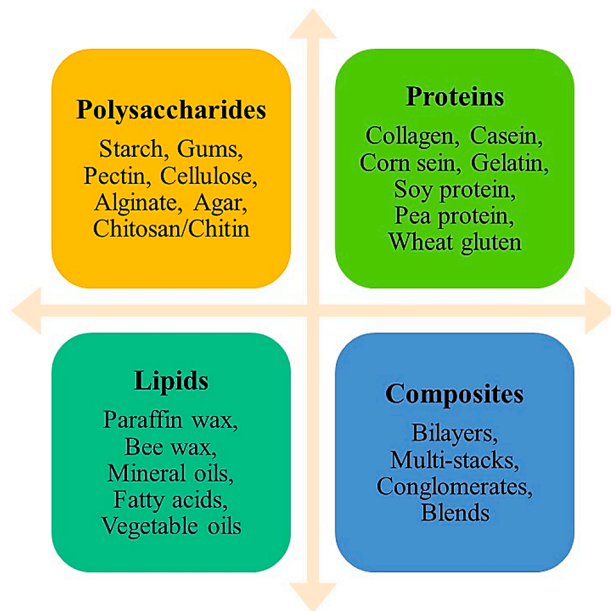 Polysaccharides
Starch, Gums,
Pectin, Cellulose,
Alginate, Agar,
Chitosan/Chitin
Proteins
Collagen, Casein,
Corn sein, Gelatin,
Soy protein,
Pea protein,
Wheat gluten
Lipids
Paraffin wax,
Bee wax,
Mineral oils,
Fatty acids,
Vegetable oils
Composites
Bilayers,
Multi-stacks,
Conglomerates,
Blends